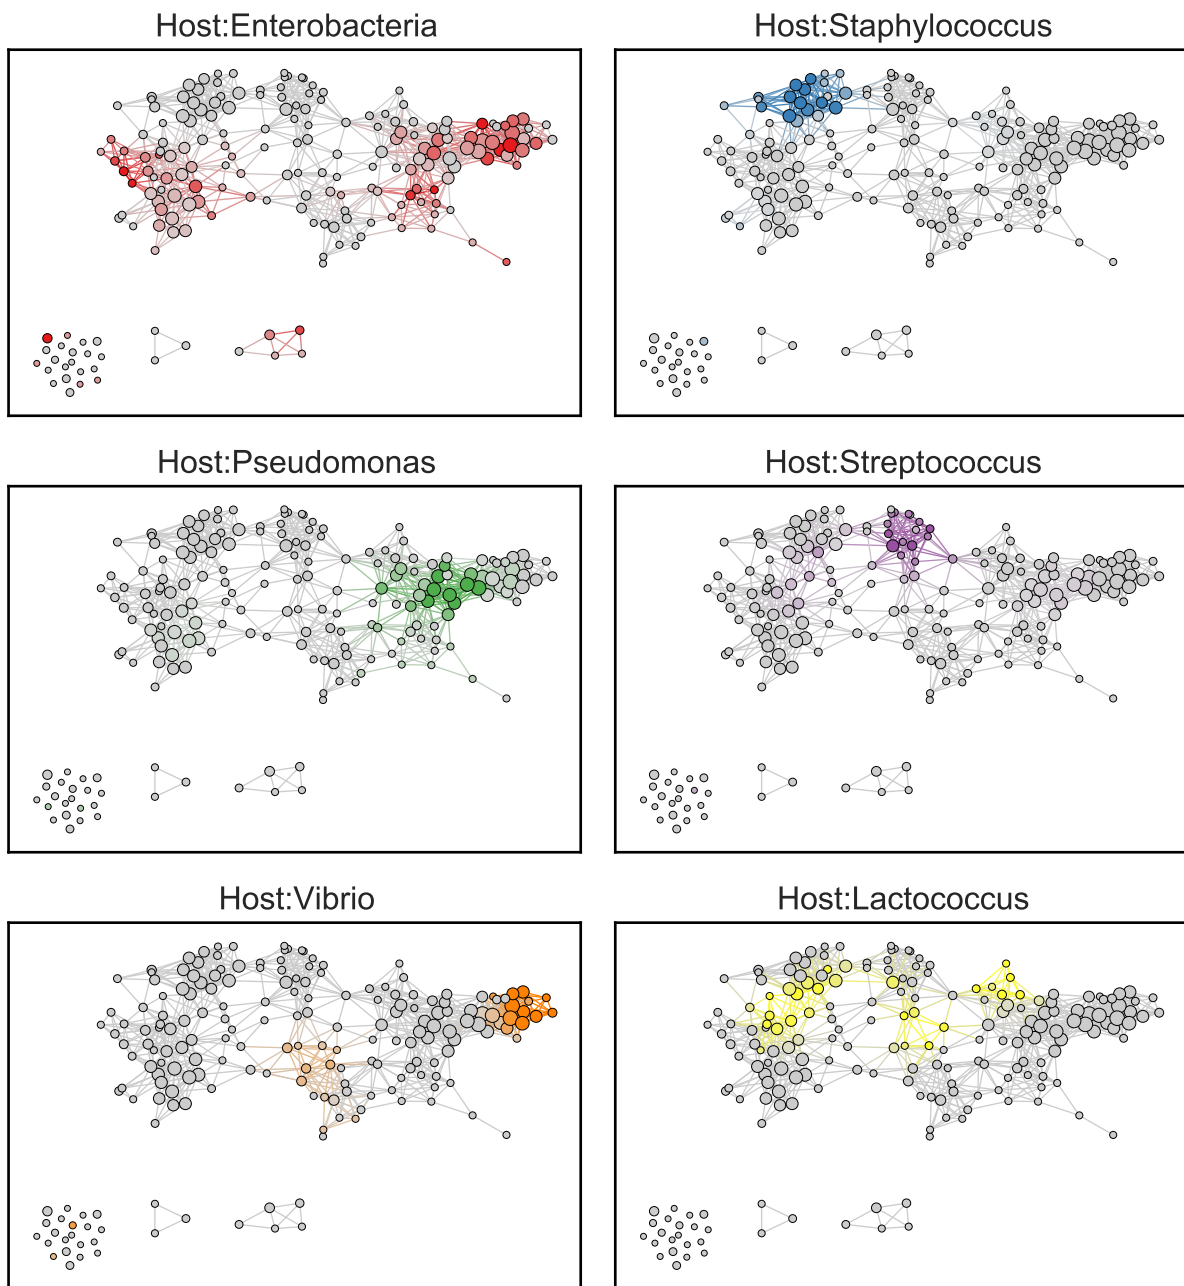 Host:Enterobacteria
Host:Staphylococcus
Host:Pseudomonas
Host:Streptococcus
Host:Vibrio
Host:Lactococcus